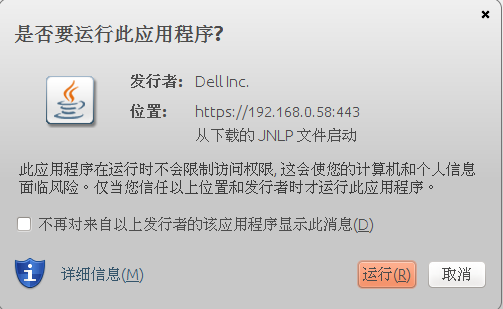 是否要运行此应用程序?
发行者: Dell Inc.
位置: https://192.168.0.58:443
从下载的 JNLP 文件启动
此应用程序在运行时不会限制访问权限, 这会使您的计算机和个人信息
面临风险。仅当您信任以上位置和发行者时才运行此应用程序。
不再对来自以上发行者的该应用程序显示此消息(D)
详细信息(M)
运行(R)
取消